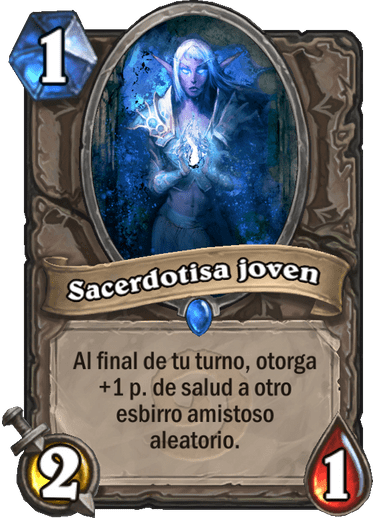 1
Sacerdotisa joven
Al final de tu turno, otorga
+1 p. de salud a otro
esbirro amistoso
aleatorio.
2
1